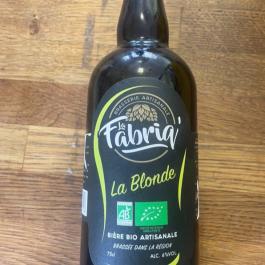 BRASSERIE ARTISANALE
la
Fabriq'
La Blonde
AB
BIÈRE BIO ARTISANALE
BRASSÉE DANS LA RÉGION
75cl ALC. 6%VOL